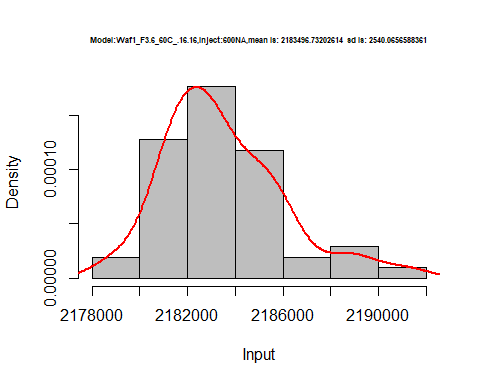 Model:Waf1_F3.6_60C_.16.16,inject:600NA,mean is: 2183496.73202614 sd is: 2540.0656588361
Density
0.00010
0.00000
2178000 2182000 2186000 2190000
Input